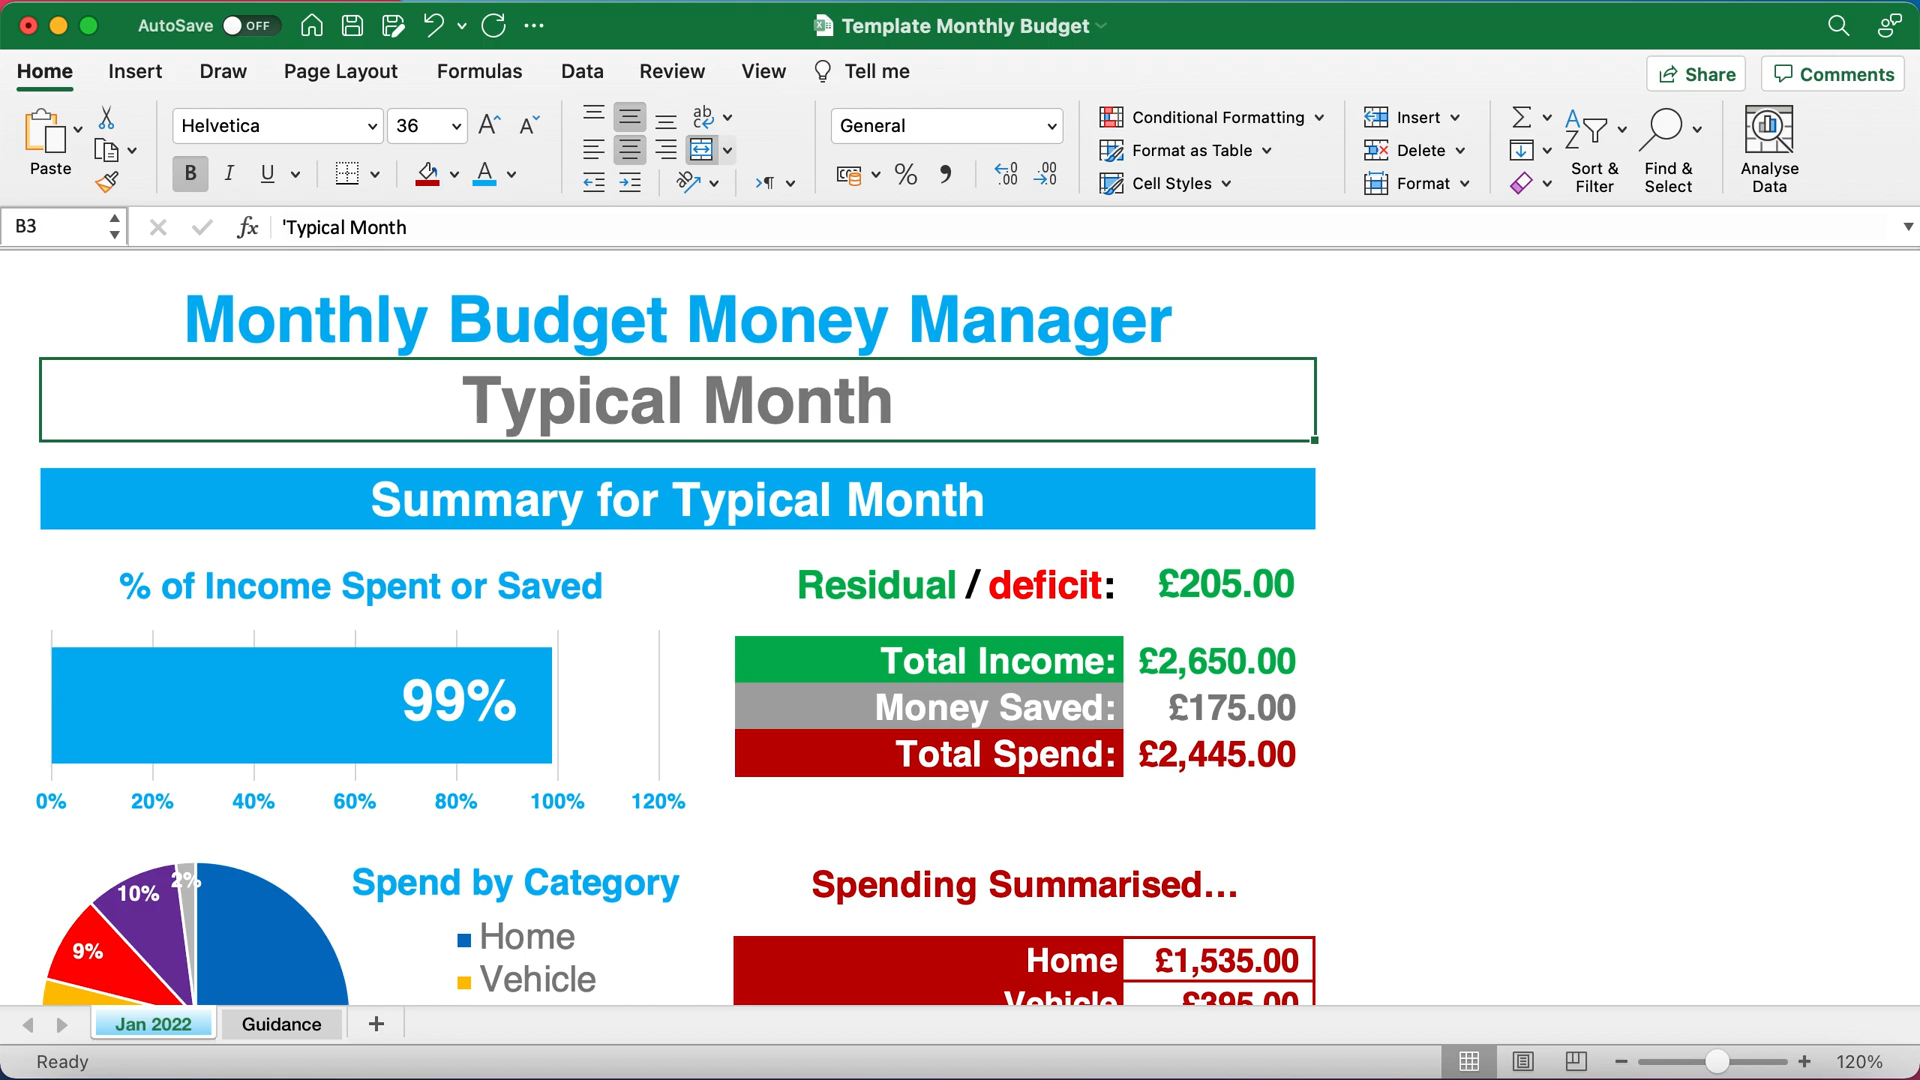 AutoSave OFF
Template Monthly Budget
Home Insert Draw Page Layout Formulas Data Review View Tell me
Share Comments
Paste
Helvetica 36
B I U
General
Conditional Formatting
Format as Table
Cell Styles
Insert
Delete
Format
Sort & Filter
Find & Select
Analyse Data
B3 fx 'Typical Month
Monthly Budget Money Manager
Typical Month
Summary for Typical Month
% of Income Spent or Saved
99%
0% 20% 40% 60% 80% 100% 120%
Residual / deficit: £205.00
Total Income: £2,650.00
Money Saved: £175.00
Total Spend: £2,445.00
Spend by Category
10% 2%
9%
Home
Vehicle
Spending Summarised...
Home £1,535.00
Vehicle £395.00
Jan 2022 Guidance +
Ready
120%